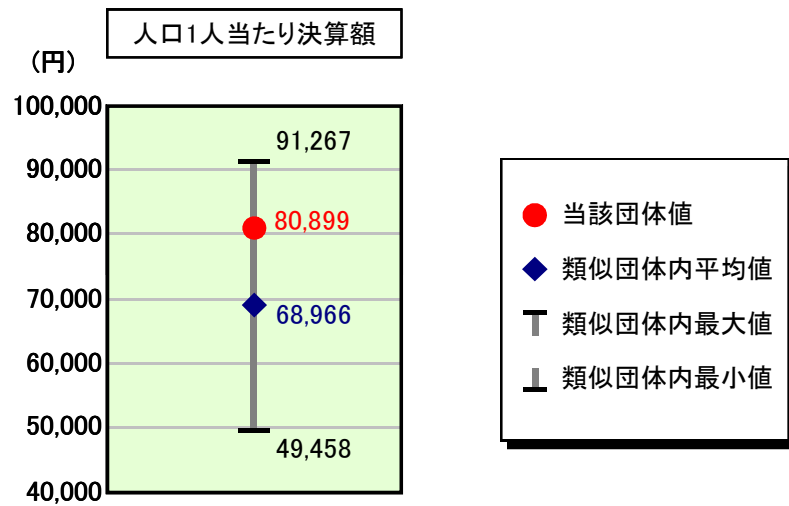 人口1人当たり決算額
(円)
100,000
91,267
90,000
80,899
80,000
70,000
68,966
60,000
50,000
49,458
40,000
当該団体値
類似団体内平均値
類似団体内最大値
類似団体内最小値